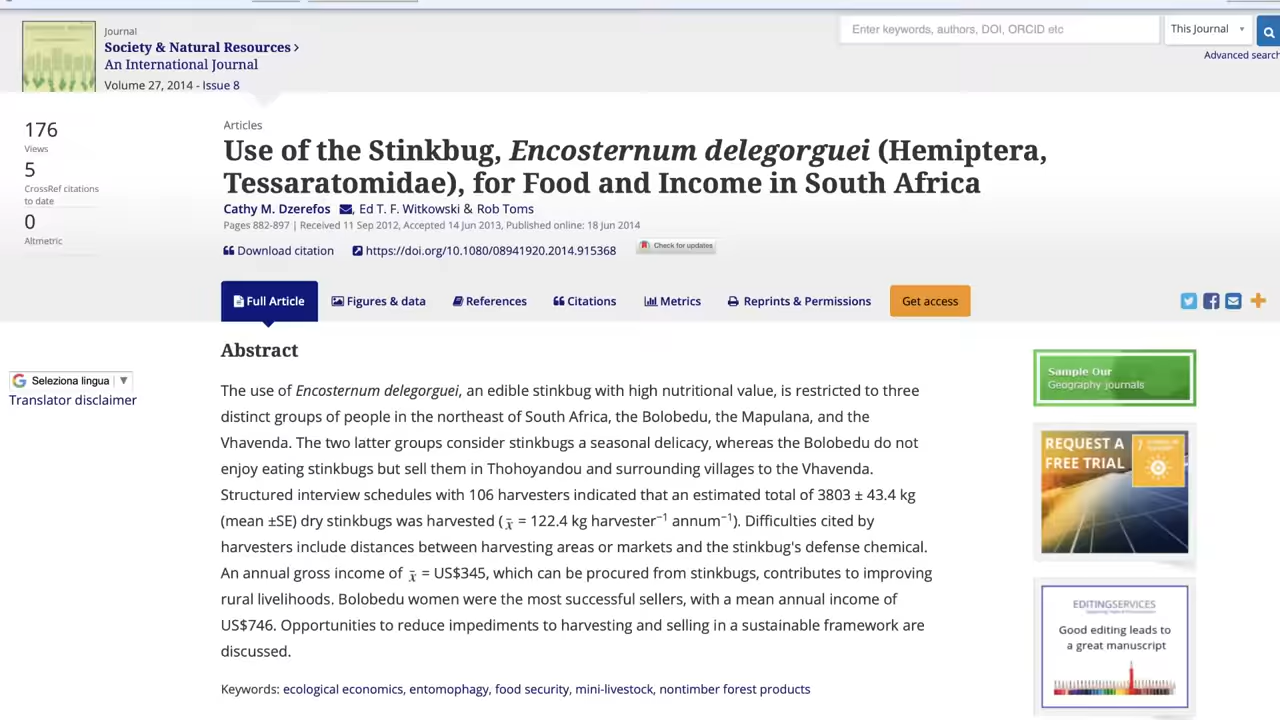 Journal
Society & Natural Resources ›
An International Journal
Volume 27, 2014 - Issue 8
Enter keywords, authors, DOI, ORCID etc
This Journal
Advanced search
176
Views
5
CrossRef citations
to date
0
Altmetric
Articles
Use of the Stinkbug, Encosternum delegorguei (Hemiptera,
Tessaratomidae), for Food and Income in South Africa
Cathy M. Dzerefos , Ed T. F. Witkowski & Rob Toms
Pages 882-897 | Received 11 Sep 2012, Accepted 14 Jun 2013, Published online: 18 Jun 2014
Download citation https://doi.org/10.1080/08941920.2014.915368 Check for updates
Full Article Figures & data References Citations Metrics Reprints & Permissions Get access
Seleziona lingua
Translator disclaimer
Abstract
The use of Encosternum delegorguei, an edible stinkbug with high nutritional value, is restricted to three
distinct groups of people in the northeast of South Africa, the Bolobedu, the Mapulana, and the
Vhavenda. The two latter groups consider stinkbugs a seasonal delicacy, whereas the Bolobedu do not
enjoy eating stinkbugs but sell them in Thohoyandou and surrounding villages to the Vhavenda.
Structured interview schedules with 106 harvesters indicated that an estimated total of 3803 ± 43.4 kg
(mean ±SE) dry stinkbugs was harvested (x̄ = 122.4 kg harvester⁻¹ annum⁻¹). Difficulties cited by
harvesters include distances between harvesting areas or markets and the stinkbug's defense chemical.
An annual gross income of x̄ = US$345, which can be procured from stinkbugs, contributes to improving
rural livelihoods. Bolobedu women were the most successful sellers, with a mean annual income of
US$746. Opportunities to reduce impediments to harvesting and selling in a sustainable framework are
discussed.
Keywords: ecological economics, entomophagy, food security, mini-livestock, nontimber forest products
Sample Our
Geography journals
REQUEST A
FREE TRIAL
7
EDITINGSERVICES
Good editing leads to
a great manuscript